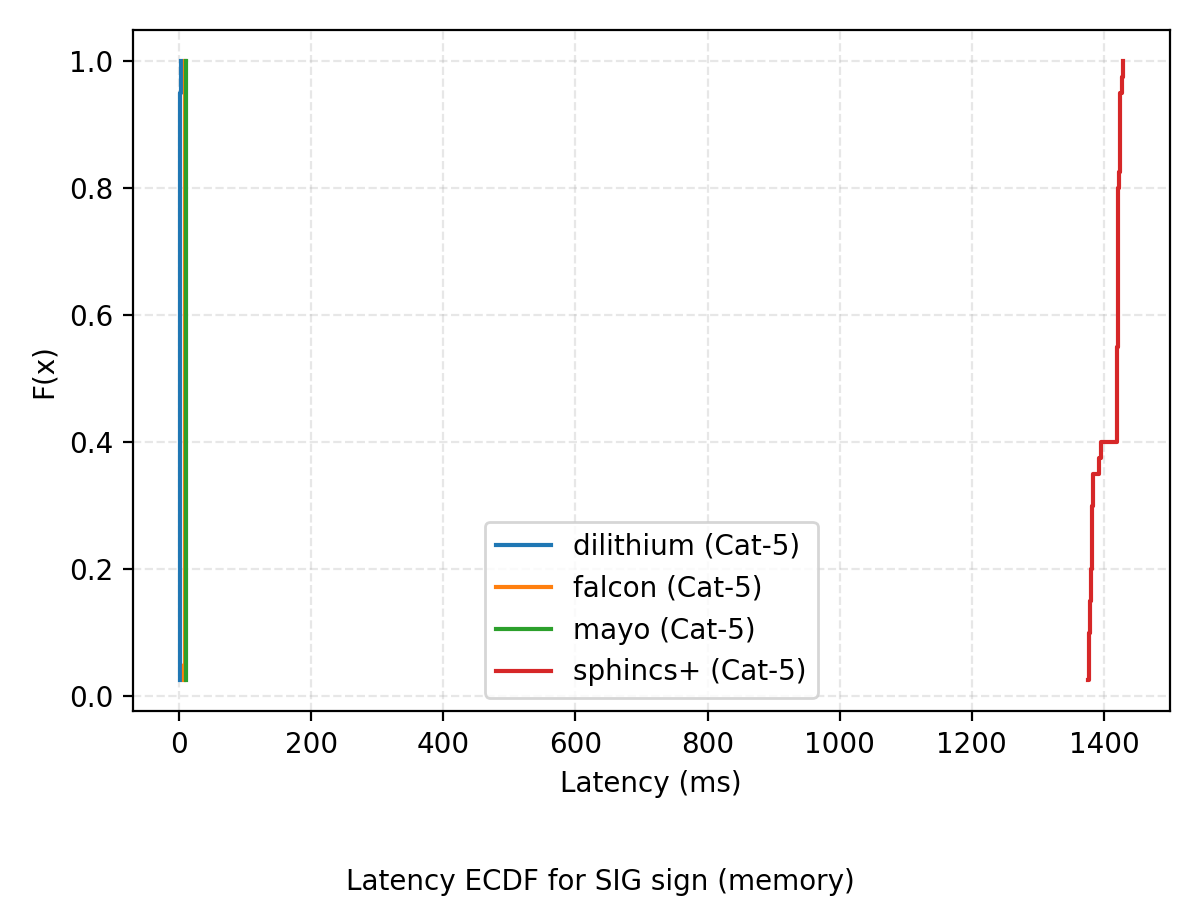 1.0
0.8
0.6
0.4
0.2
0.0
F(x)
dilithium (Cat-5)
falcon (Cat-5)
mayo (Cat-5)
sphincs+ (Cat-5)
0 200 400 600 800 1000 1200 1400
Latency (ms)
Latency ECDF for SIG sign (memory)